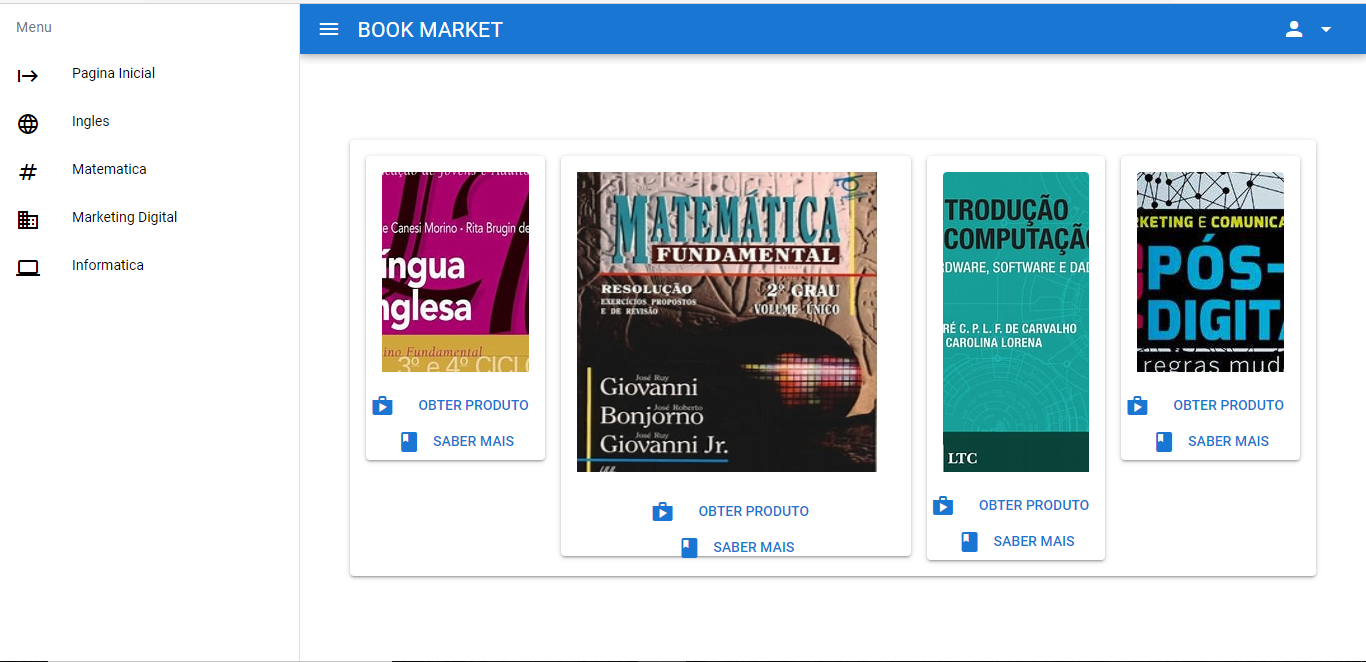 Menu
BOOK MARKET
Pagina Inicial
Ingles
Matematica
Marketing Digital
Informatica
cação de Jovens e Adult
e Canesi Morino • Rita Brugin de
íngua
nglesa
ino Fundamental
3º e 4º CICLO
OBTER PRODUTO
SABER MAIS
MATEMÁTICA
FUNDAMENTAL
RESOLUÇÃO
EXERCÍCIOS PROPOSTOS
E DE REVISÃO
2º GRAU
VOLUME ÚNICO
José Ruy
Giovanni
José Roberto
Bonjorno
José Ruy
Giovanni Jr.
OBTER PRODUTO
SABER MAIS
TRODUÇÃO
COMPUTAÇÃ
RDWARE, SOFTWARE E DAD
RÉ C. P. L. F. DE CARVALHO
CAROLINA LORENA
LTC
OBTER PRODUTO
SABER MAIS
RKETING E COMUNICA
PÓS-
DIGITA
regras mud
OBTER PRODUTO
SABER MAIS